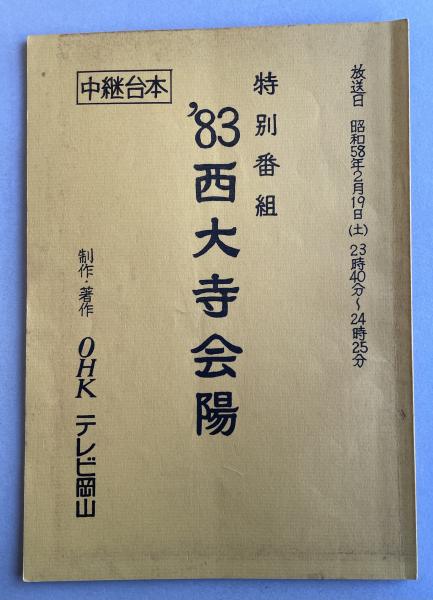 放送日 昭和58年2月19日(土) 23時40分~24時25分
特別番組
'83西大寺会陽
中継台本
制作・著作 OHK テレビ岡山